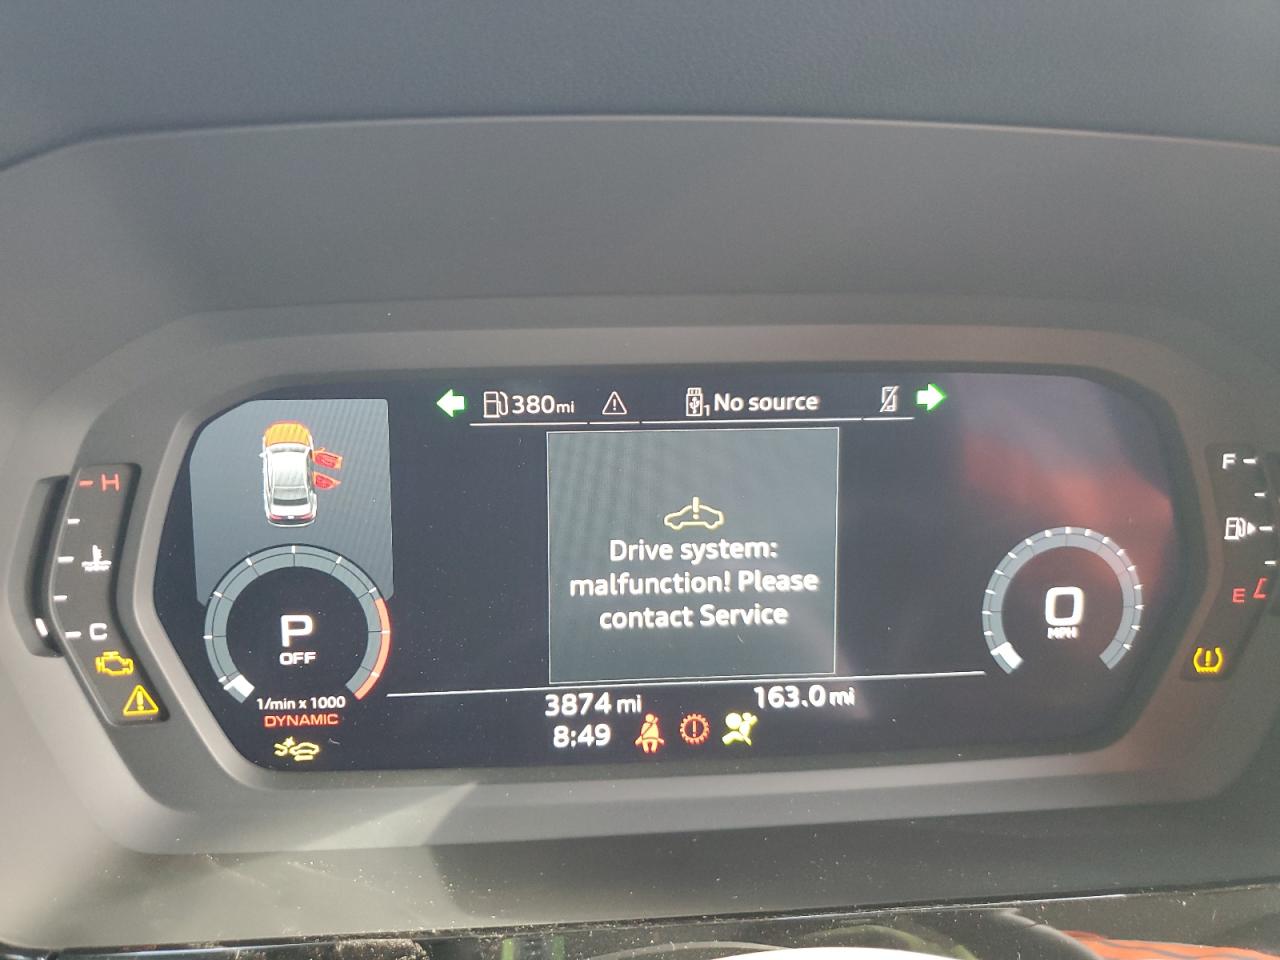 380mi
1 No source
H
C
Drive system:
malfunction! Please
contact Service
P
OFF
1/min x 1000
DYNAMIC
0
MPH
F
E
3874 mi
163.0 mi
8:49